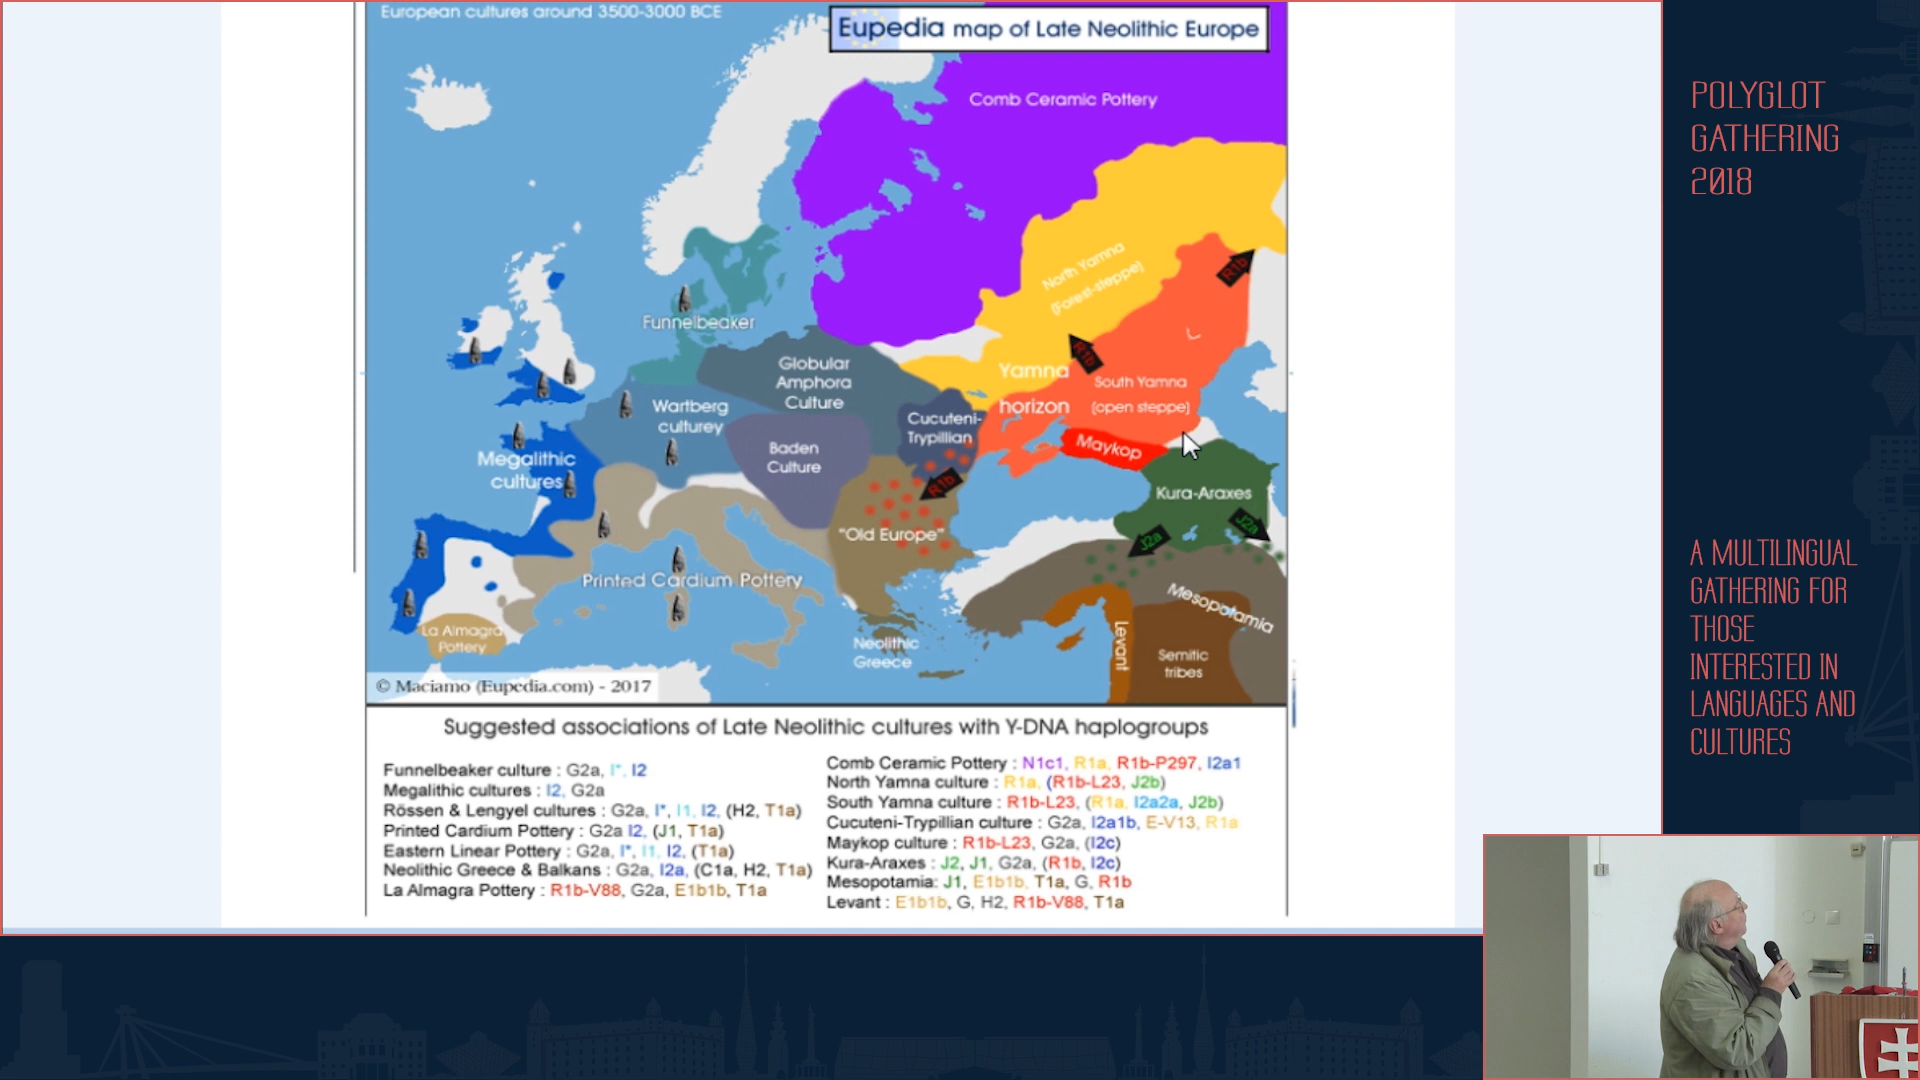 European cultures around 3500-3000 BCE
Eupedia map of Late Neolithic Europe
Comb Ceramic Pottery
North Yamna
(Forest-steppe)
R1b
Funnelbeaker
R1b
Globular
Amphora
Culture
Yamna
horizon
South Yamna
(open steppe)
Wartberg
culturey
Cucuteni-
Trypillian
Baden
Culture
Maykop
Megalithic
cultures
R1b
Kura-Araxes
J2a
J2a
"Old Europe"
Printed Cardium Pottery
Mesopotamia
La Almagra
Pottery
Neolithic
Greece
Levant
Semitic
tribes
© Maciamo (Eupedia.com) - 2017
Suggested associations of Late Neolithic cultures with Y-DNA haplogroups
Funnelbeaker culture : G2a, I*, I2
Megalithic cultures : I2, G2a
Rössen & Lengyel cultures : G2a, I*, I1, I2, (H2, T1a)
Printed Cardium Pottery : G2a I2, (J1, T1a)
Eastern Linear Pottery : G2a, I*, I1, I2, (T1a)
Neolithic Greece & Balkans : G2a, I2a, (C1a, H2, T1a)
La Almagra Pottery : R1b-V88, G2a, E1b1b, T1a
Comb Ceramic Pottery : N1c1, R1a, R1b-P297, I2a1
North Yamna culture : R1a, (R1b-L23, J2b)
South Yamna culture : R1b-L23, (R1a, I2a2a, J2b)
Cucuteni-Trypillian culture : G2a, I2a1b, E-V13, R1a
Maykop culture : R1b-L23, G2a, (I2c)
Kura-Araxes : J2, J1, G2a, (R1b, I2c)
Mesopotamia: J1, E1b1b, T1a, G, R1b
Levant : E1b1b, G, H2, R1b-V88, T1a
POLYGLOT
GATHERING
2018
A MULTILINGUAL
GATHERING FOR
THOSE
INTERESTED IN
LANGUAGES AND
CULTURES